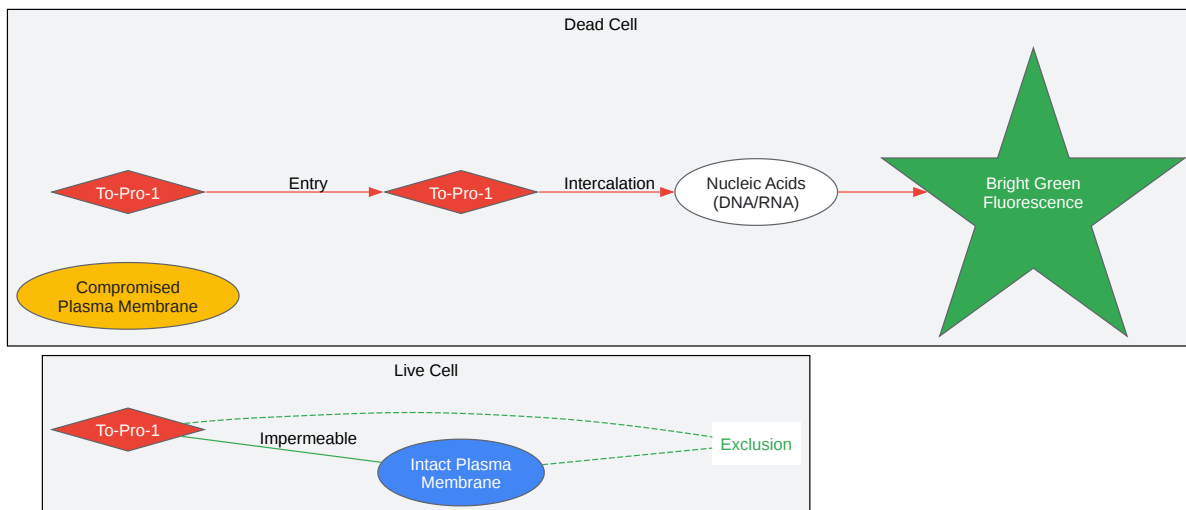 Dead Cell
To-Pro-1
Entry
To-Pro-1
Intercalation
Nucleic Acids
(DNA/RNA)
Bright Green
Fluorescence
Compromised
Plasma Membrane
Live Cell
To-Pro-1
Impermeable
Intact Plasma
Membrane
Exclusion